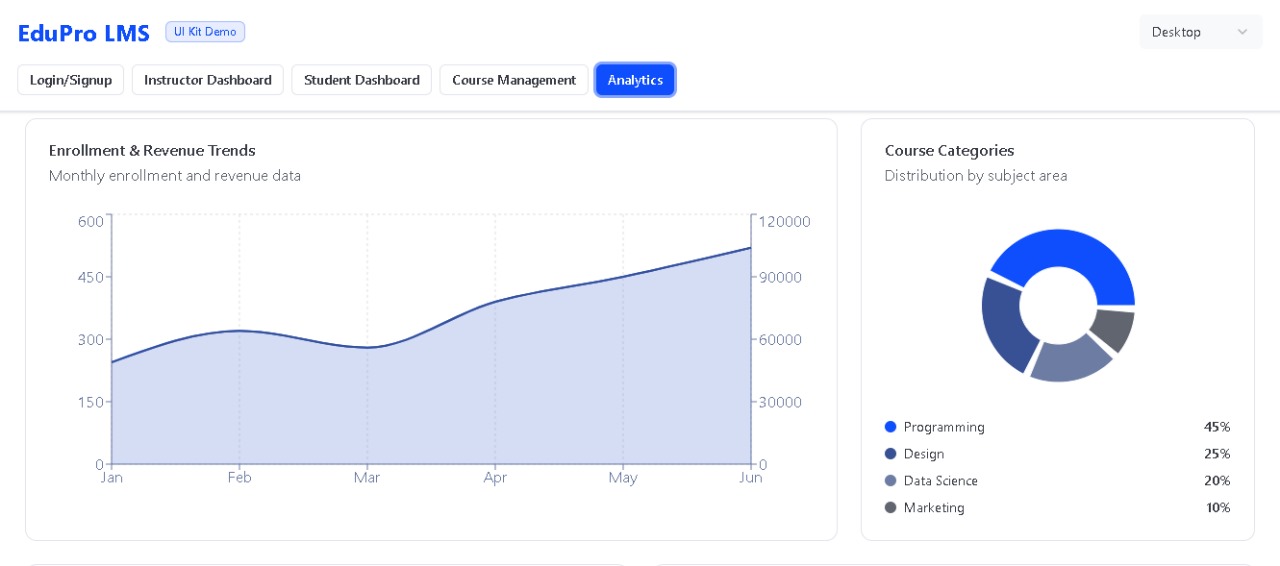 EduPro LMS UI Kit Demo Desktop
Login/Signup Instructor Dashboard Student Dashboard Course Management Analytics
Enrollment & Revenue Trends
Monthly enrollment and revenue data
600 120000
450 90000
300 60000
150 30000
0 0
Jan Feb Mar Apr May Jun
Course Categories
Distribution by subject area
Programming 45%
Design 25%
Data Science 20%
Marketing 10%